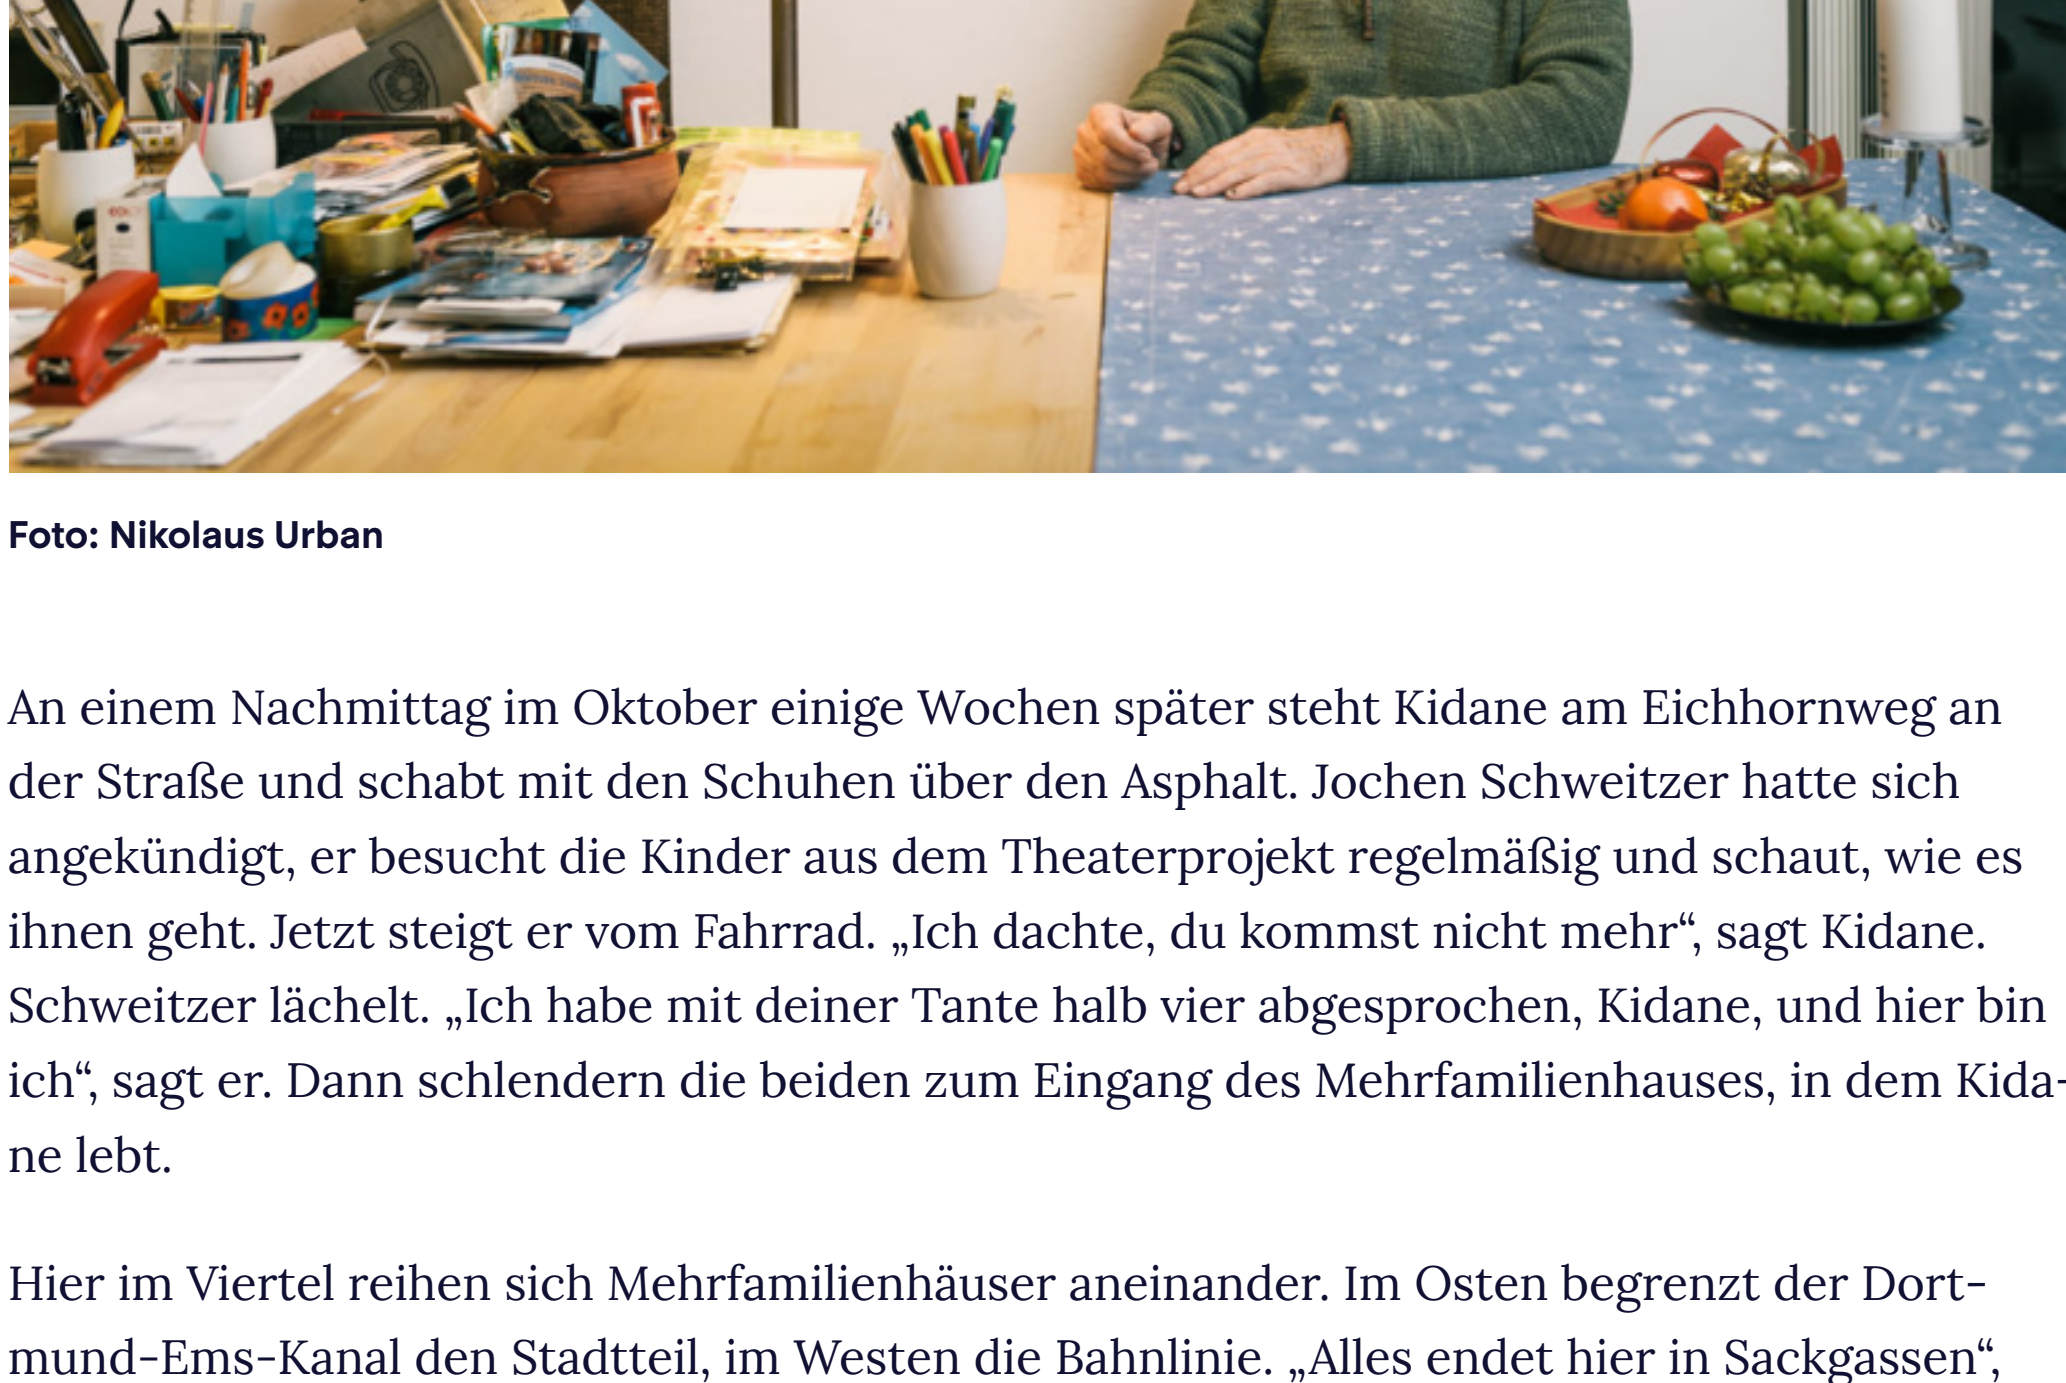 Foto: Nikolaus Urban
An einem Nachmittag im Oktober einige Wochen später steht Kidane am Eichhornweg an
der Straße und schabt mit den Schuhen über den Asphalt. Jochen Schweitzer hatte sich
angekündigt, er besucht die Kinder aus dem Theaterprojekt regelmäßig und schaut, wie es
ihnen geht. Jetzt steigt er vom Fahrrad. „Ich dachte, du kommst nicht mehr“, sagt Kidane.
Schweitzer lächelt. „Ich habe mit deiner Tante halb vier abgesprochen, Kidane, und hier bin
ich“, sagt er. Dann schlendern die beiden zum Eingang des Mehrfamilienhauses, in dem Kida-
ne lebt.
Hier im Viertel reihen sich Mehrfamilienhäuser aneinander. Im Osten begrenzt der Dort-
mund-Ems-Kanal den Stadtteil, im Westen die Bahnlinie. „Alles endet hier in Sackgassen“,